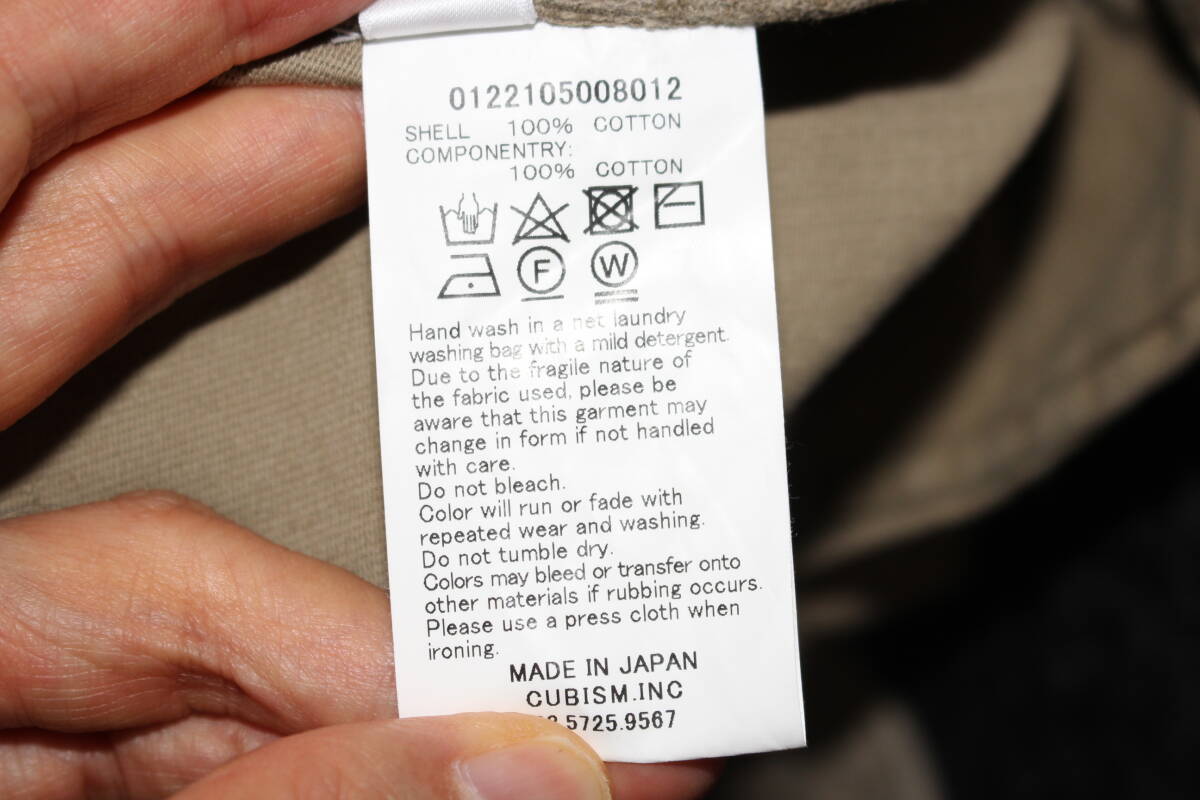 0122105008012
SHELL 100% COTTON
COMPONENTRY:
100% COTTON
F W
Hand wash in a net laundry
washing bag with a mild detergent.
Due to the fragile nature of
the fabric used, please be
aware that this garment may
change in form if not handled
with care.
Do not bleach.
Color will run or fade with
repeated wear and washing.
Do not tumble dry.
Colors may bleed or transfer onto
other materials if rubbing occurs.
Please use a press cloth when
ironing.
MADE IN JAPAN
CUBISM.INC
5725.9567